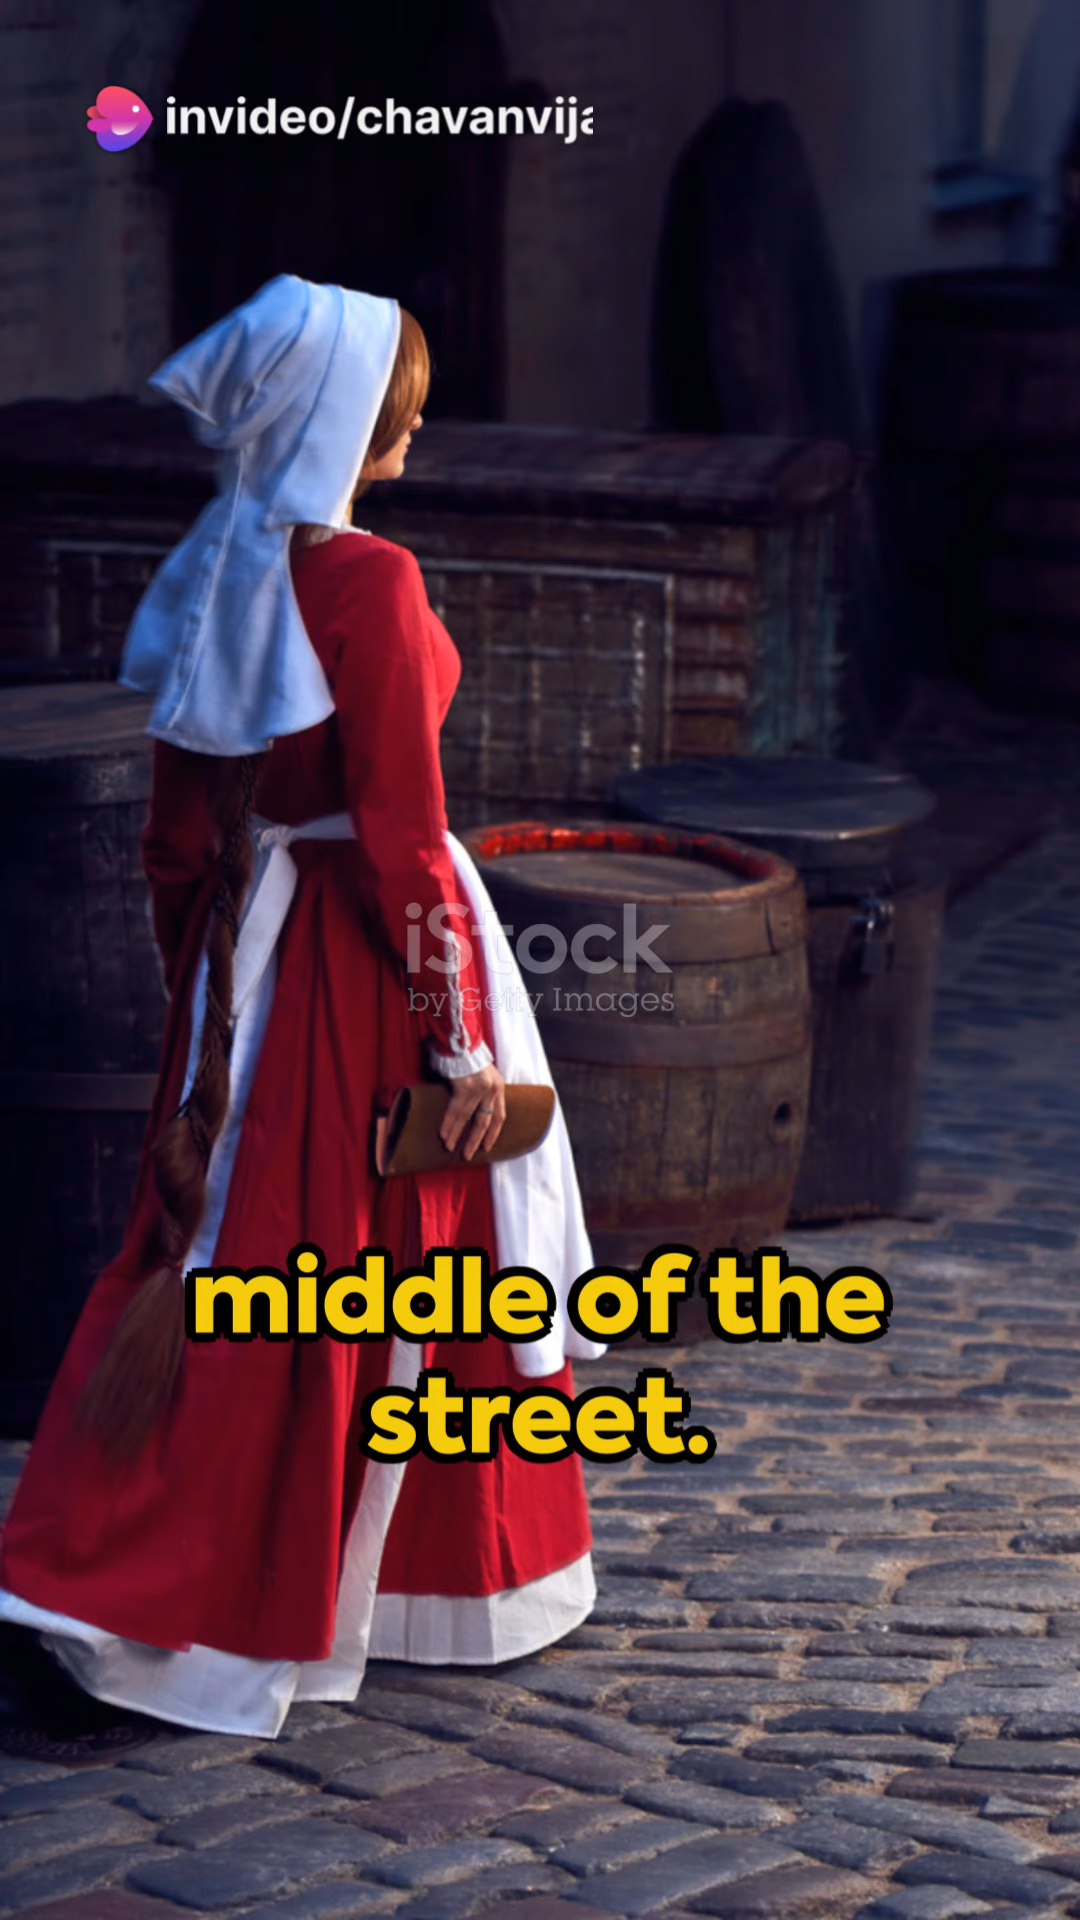 invideo/chavanvija
iStock
by Getty Images
middle of the
street.